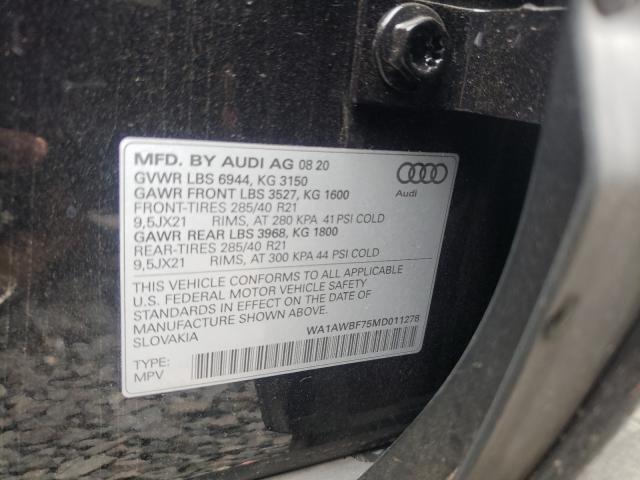 MFD. BY AUDI AG 08 20
GVWR LBS 6944, KG 3150
GAWR FRONT LBS 3527, KG 1600
FRONT-TIRES 285/40 R21
9,5JX21 RIMS, AT 280 KPA 41 PSI COLD
GAWR REAR LBS 3968, KG 1800
REAR-TIRES 285/40 R21
9,5JX21 RIMS, AT 300 KPA 44 PSI COLD
Audi
THIS VEHICLE CONFORMS TO ALL APPLICABLE
U.S. FEDERAL MOTOR VEHICLE SAFETY
STANDARDS IN EFFECT ON THE DATE OF
MANUFACTURE SHOWN ABOVE.
SLOVAKIA
WA1AWBF75MD011278
TYPE:
MPV